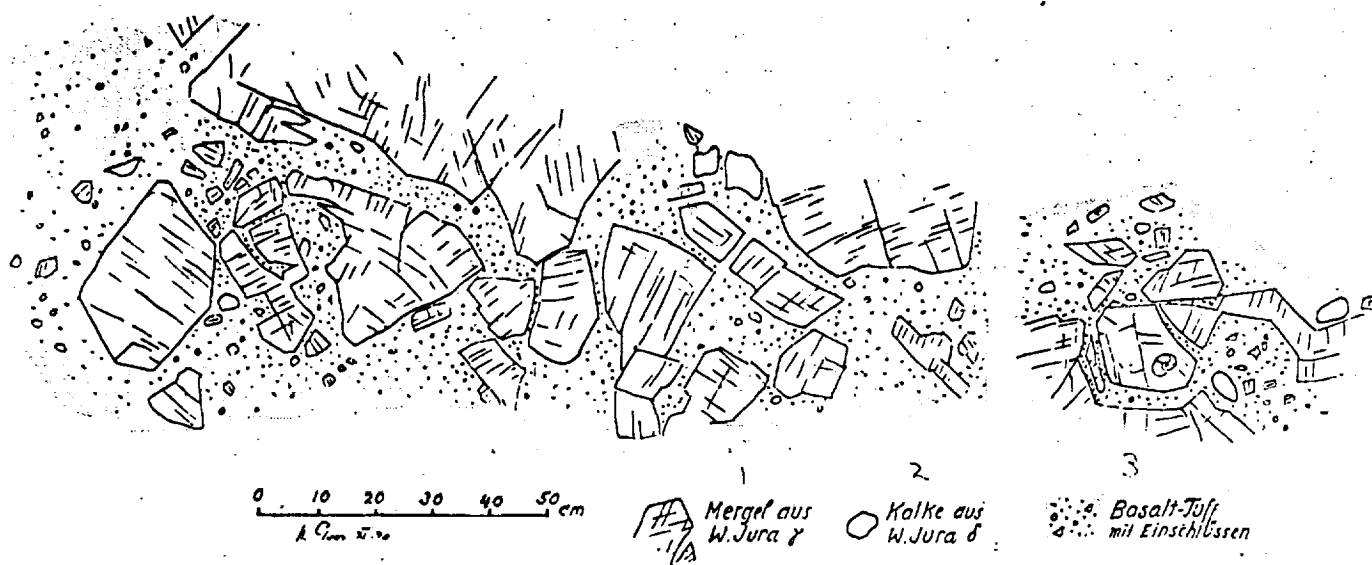 1 2 3
0 10 20 30 40 50 cm
Mergel aus
W. Jura γ
Kalke aus
W. Jura δ
Basalt-Tuff
mit Einschlüssen